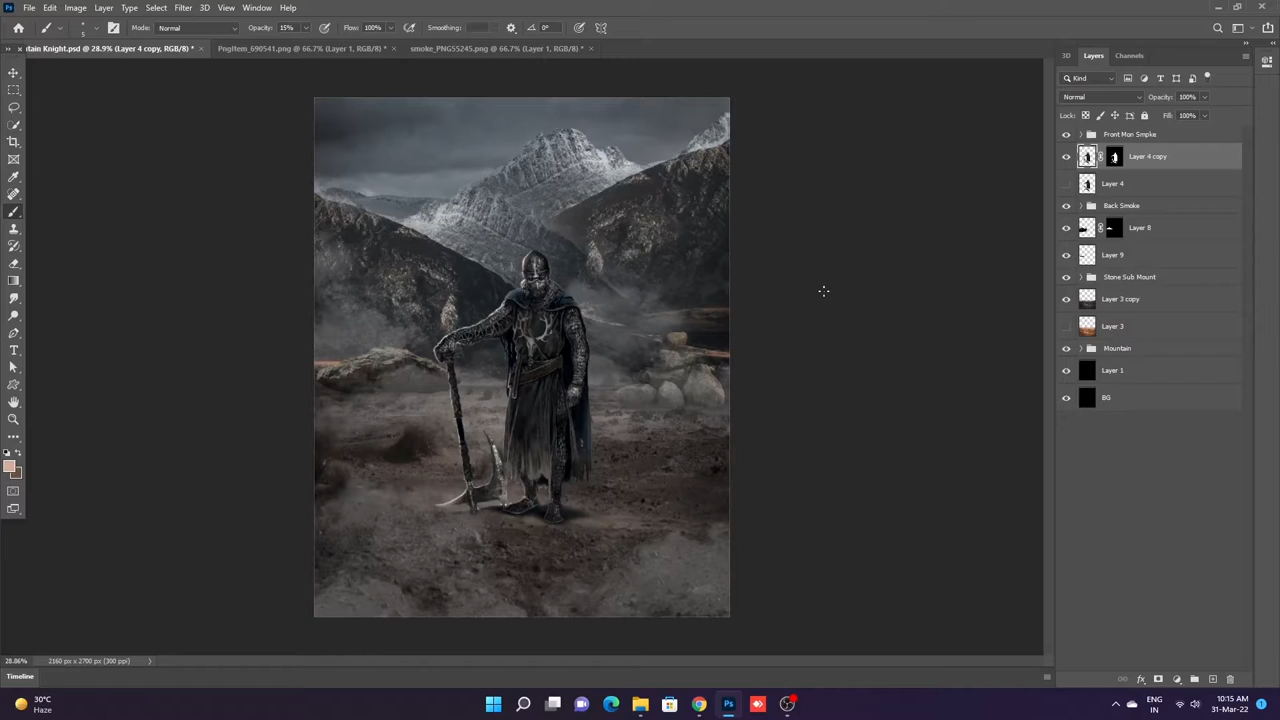 File Edit Image Layer Type Select Filter 3D View Window Help
5 Mode: Normal Opacity: 15% Flow: 100% Smoothing: 0°
tain Knight.psd @ 28.9% (Layer 4 copy, RGB/8) * × PngItem_690541.png @ 66.7% (Layer 1, RGB/8) * × smoke_PNG55245.png @ 66.7% (Layer 1, RGB/8) * ×
3D Layers Channels
Kind
Normal Opacity: 100%
Lock: Fill: 100%
Front Mon Smpke
Layer 4 copy
Layer 4
Back Smoke
Layer 8
Layer 9
Stone Sub Mount
Layer 3 copy
Layer 3
Mountain
Layer 1
BG
28.86% 2160 px x 2700 px (300 ppi)
Timeline
30°C
Haze
ENG
IN
10:15 AM
31-Mar-22